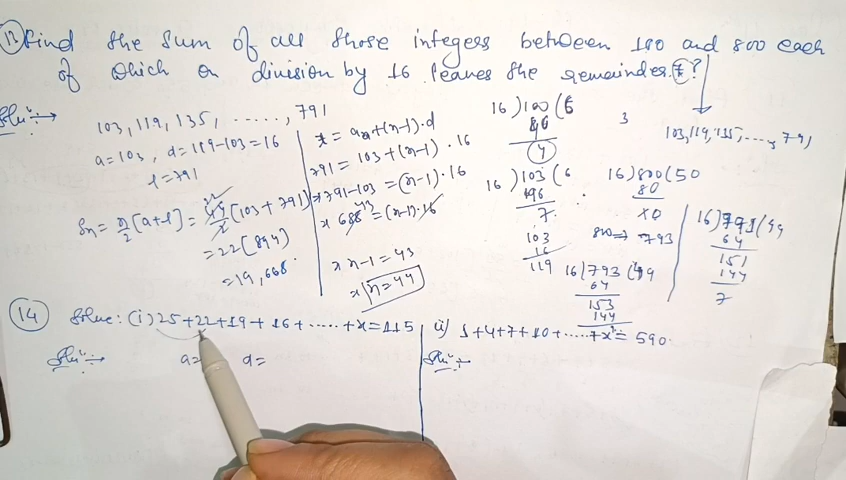 13 Find the sum of all those integers between 100 and 800 each
of which on division by 16 leaves the remainder 7?
Solu^n:→
103, 119, 135, ......, 791
a=103, d=119-103=16
l=791
Sn = n/2 [a+l] = 44/2 [103+791]
=22(894)
=19,668
l = a+(n-1).d
791 = 103+(n-1).16
791-103=(n-1).16
688 43 =(n-1).16
n-1=43
n=44
16)100(6
96
4
16)103(6
96
7
103
16
119
3
103, 119, 135, ..., 791
16)800(50
80
x0
800 → 793
16)793(49
64
153
144
16)791(49
64
151
144
7
14 Solve: (i) 25+22+19+16+......+x=115
Solu^n:→ a= d=
ii) 1+4+7+10+......+x=590.
Solu^n:→